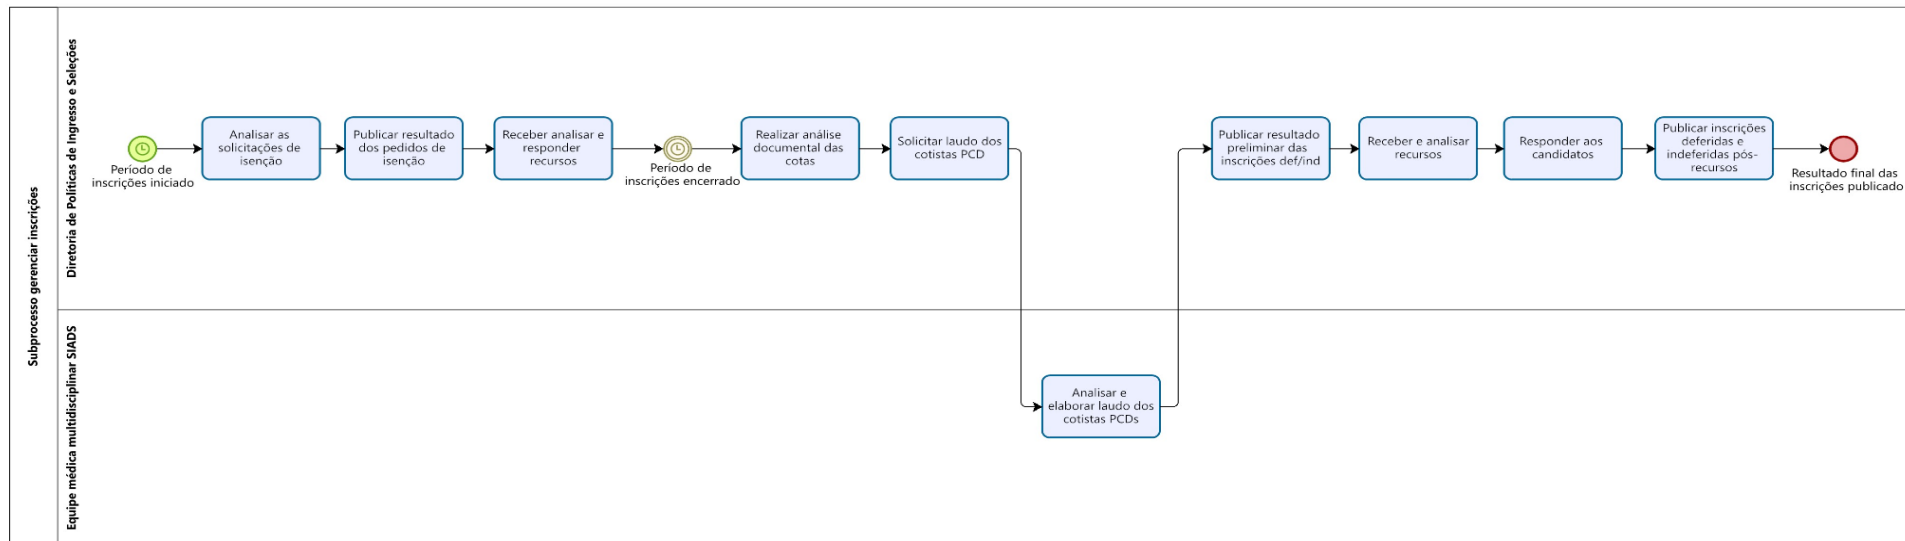 Subprocesso gerenciar inscrições
Diretoria de Políticas de Ingresso e Seleções
Período de
inscrições iniciado
Analisar as
solicitações de
isenção
Publicar resultado
dos pedidos de
isenção
Receber analisar e
responder
recursos
Período de
inscrições encerrado
Realizar análise
documental das
cotas
Solicitar laudo dos
cotistas PCD
Publicar resultado
preliminar das
inscrições def/ind
Receber e analisar
recursos
Responder aos
candidatos
Publicar inscrições
deferidas e
indeferidas pós-
recursos
Resultado final das
inscrições publicado
Equipe médica multidisciplinar SIADS
Analisar e
elaborar laudo dos
cotistas PCDs